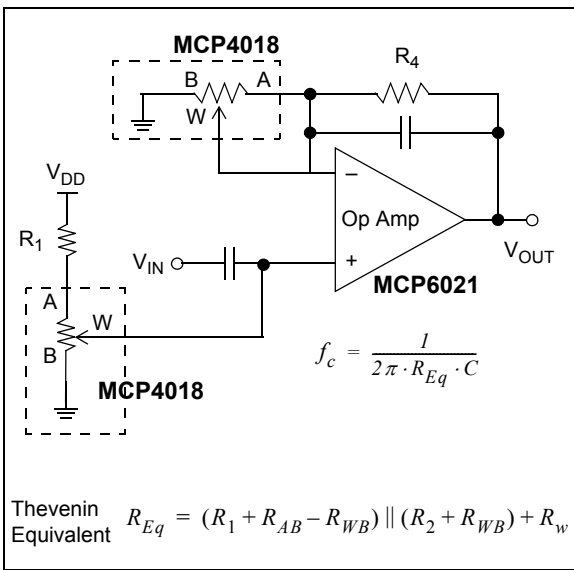 MCP4018
B A
W
R4
VDD
R1
VIN
A
W
B
MCP4018
−
Op Amp
+
MCP6021
VOUT
fc = 1 / (2π · REq · C)
Thevenin Equivalent REq = (R1 + RAB – RWB) || (R2 + RWB) + Rw